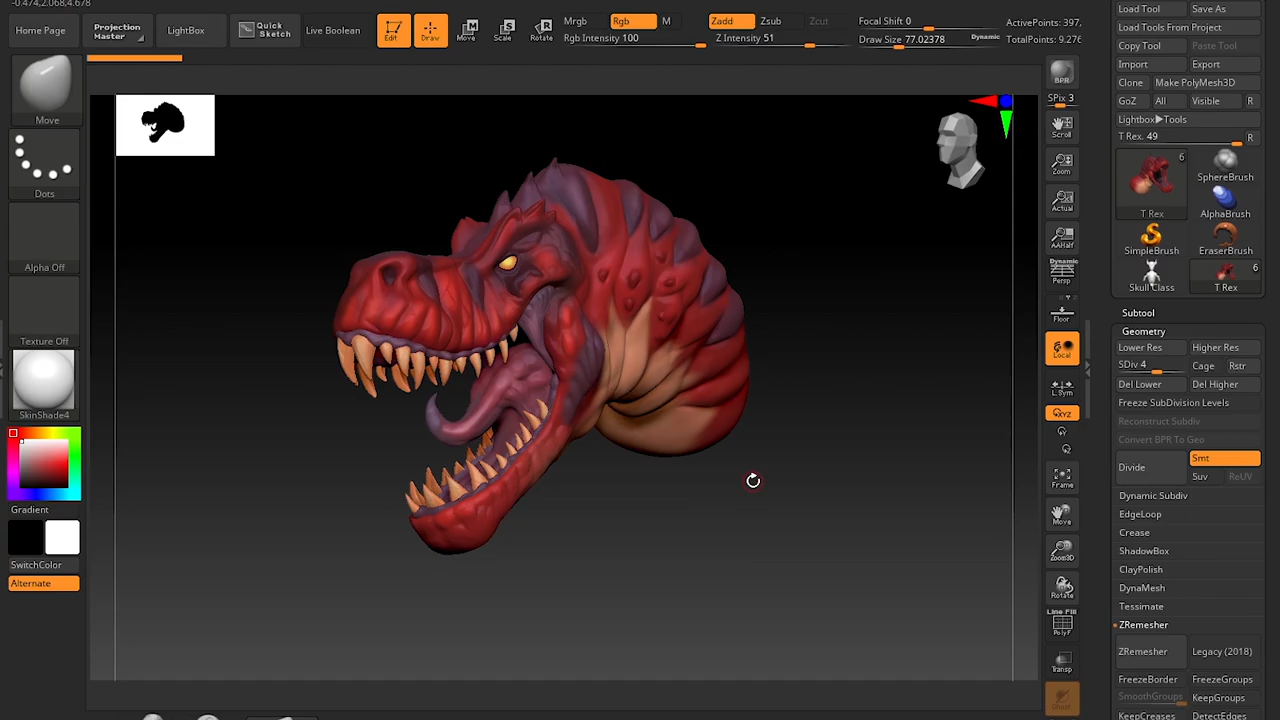 -0.474,2.068,4.678
Home Page
Projection
Master
LightBox
Quick
Sketch
Live Boolean
Edit
Draw
Move
Scale
Rotate
Mrgb
Rgb
M
Rgb Intensity 100
Zadd
Zsub
Zcut
Z Intensity 51
Focal Shift 0
Draw Size 77.02378
Dynamic
ActivePoints: 397,
TotalPoints: 9.276
Move
Dots
Alpha Off
Texture Off
SkinShade4
Gradient
SwitchColor
Alternate
BPR
SPix 3
Scroll
Zoom
Actual
AAHalf
Dynamic
Persp
Floor
Local
L.Sym
XYZ
Frame
Move
Zoom3D
Rotate
Line Fill
PolyF
Transp
Ghost
Load Tool
Save As
Load Tools From Project
Copy Tool
Paste Tool
Import
Export
Clone
Make PolyMesh3D
GoZ
All
Visible
R
Lightbox▶Tools
T Rex. 49
R
6
T Rex
SphereBrush
AlphaBrush
SimpleBrush
EraserBrush
Skull Class
6
T Rex
Subtool
Geometry
Lower Res
Higher Res
SDiv 4
Cage
Rstr
Del Lower
Del Higher
Freeze SubDivision Levels
Reconstruct Subdiv
Convert BPR To Geo
Divide
Smt
Suv
ReUV
Dynamic Subdiv
EdgeLoop
Crease
ShadowBox
ClayPolish
DynaMesh
Tessimate
ZRemesher
ZRemesher
Legacy (2018)
FreezeBorder
FreezeGroups
SmoothGroups
KeepGroups
KeepCreases
DetectEdges